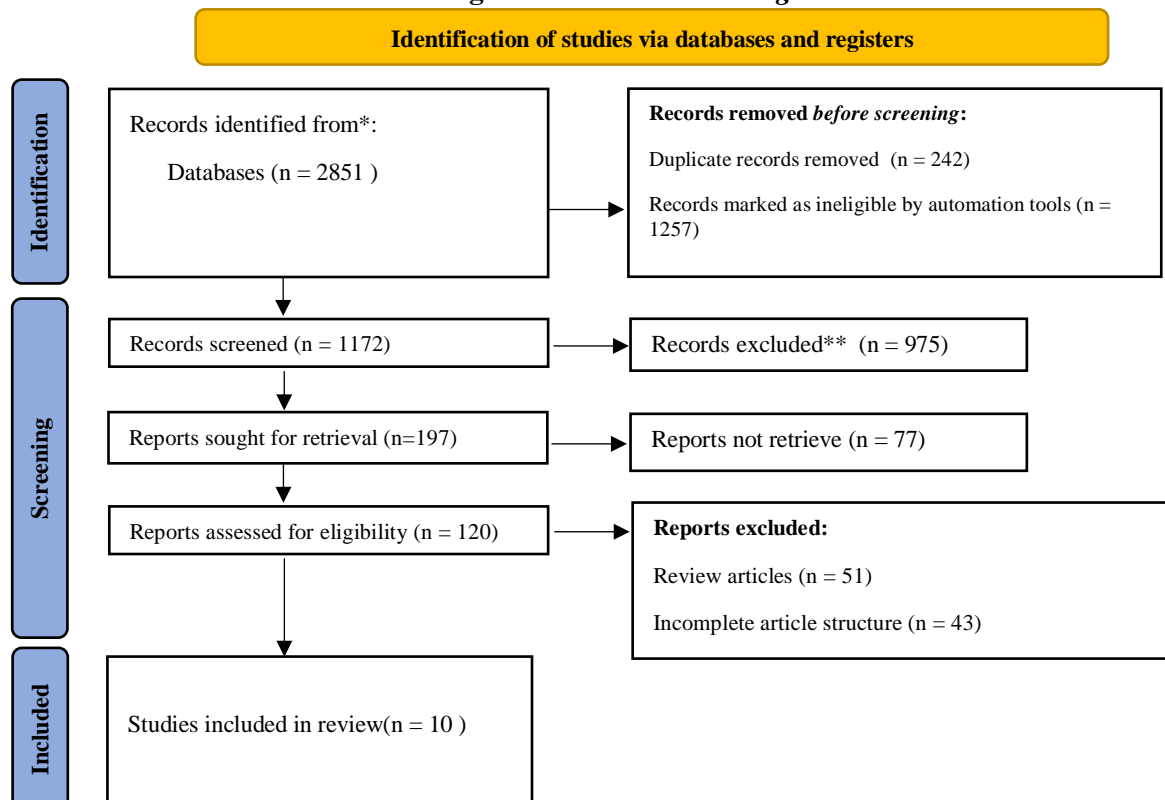 Identification of studies via databases and registers
Identification
Records identified from*:
Databases (n = 2851 )
Records removed before screening:
Duplicate records removed (n = 242)
Records marked as ineligible by automation tools (n =
1257)
Screening
Records screened (n = 1172)
Records excluded** (n = 975)
Reports sought for retrieval (n=197)
Reports not retrieve (n = 77)
Reports assessed for eligibility (n = 120)
Reports excluded:
Review articles (n = 51)
Incomplete article structure (n = 43)
Included
Studies included in review(n = 10 )